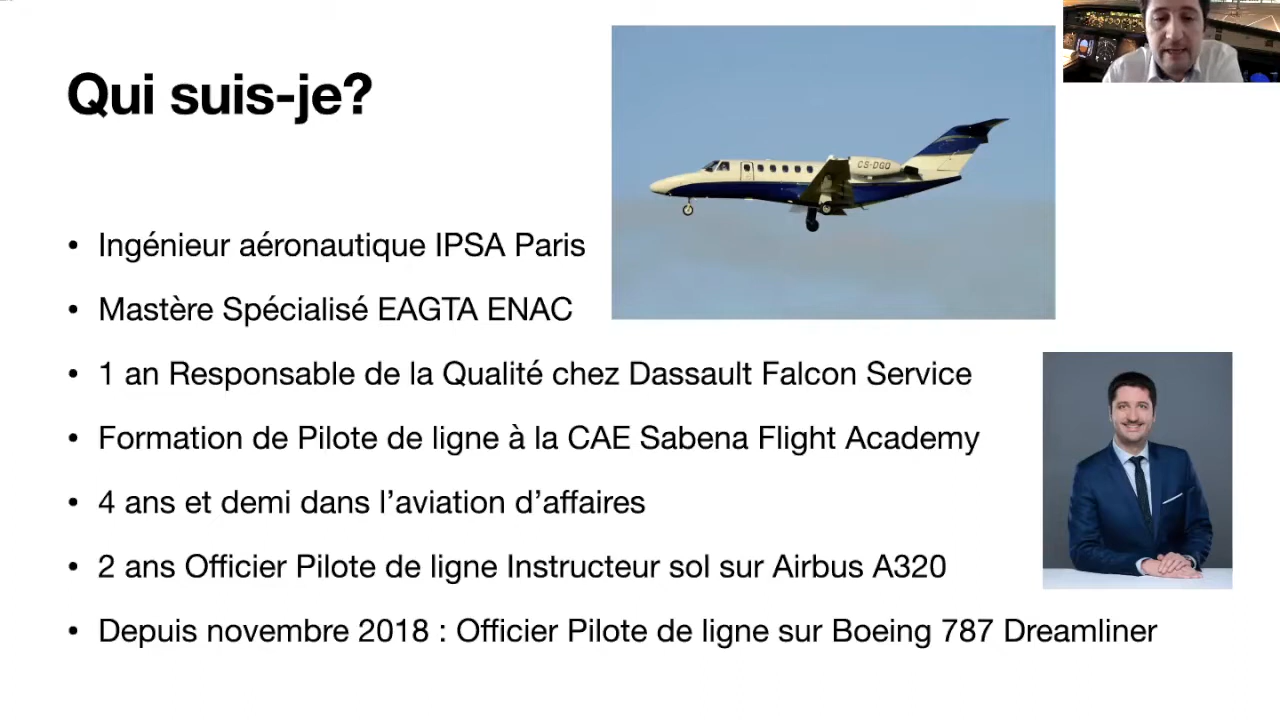 Qui suis-je?
CS-DGQ
• Ingénieur aéronautique IPSA Paris
• Mastère Spécialisé EAGTA ENAC
• 1 an Responsable de la Qualité chez Dassault Falcon Service
• Formation de Pilote de ligne à la CAE Sabena Flight Academy
• 4 ans et demi dans l’aviation d’affaires
• 2 ans Officier Pilote de ligne Instructeur sol sur Airbus A320
• Depuis novembre 2018 : Officier Pilote de ligne sur Boeing 787 Dreamliner